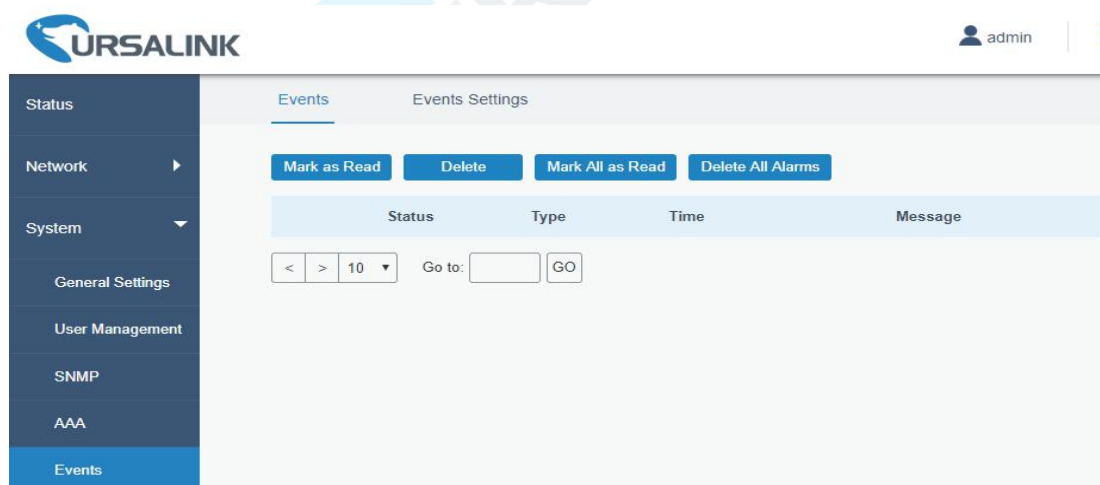 URSALINK
admin
Status
Events Events Settings
Network
Mark as Read Delete Mark All as Read Delete All Alarms
Status Type Time Message
System
< > 10 Go to: GO
General Settings
User Management
SNMP
AAA
Events